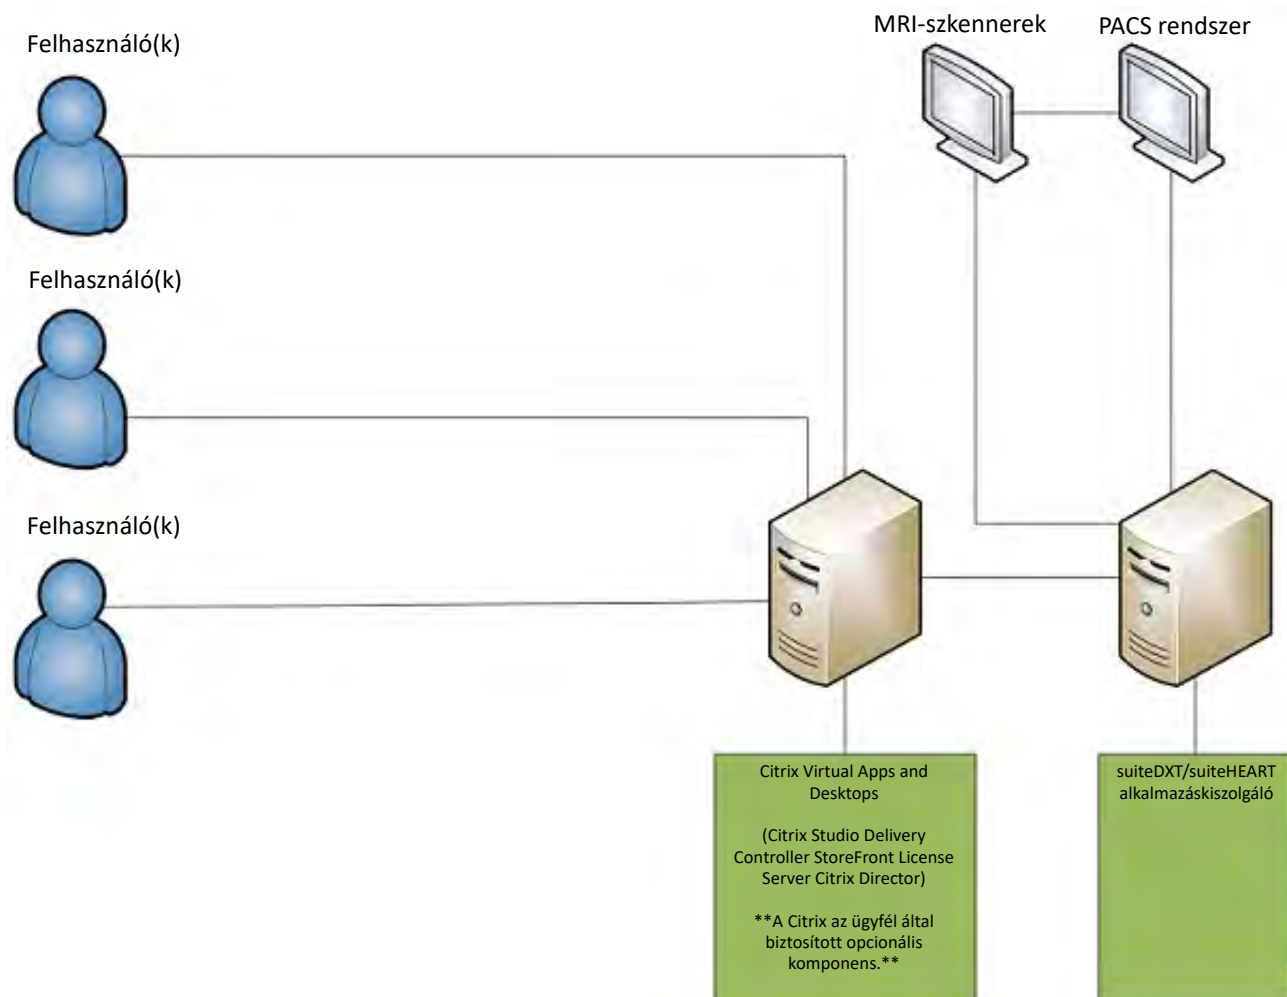 MRI-szkennerek
PACS rendszer
Felhasználó(k)
Felhasználó(k)
Felhasználó(k)
Citrix Virtual Apps and
Desktops
(Citrix Studio Delivery
Controller StoreFront License
Server Citrix Director)
**A Citrix az ügyfél által
biztosított opcionális
komponens.**
suiteDXT/suiteHEART
alkalmazáskiszolgáló